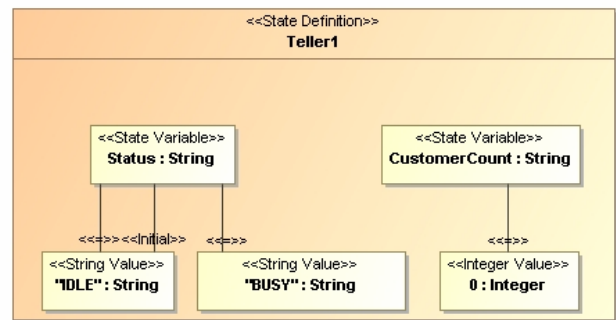 <<State Definition>>
Teller1
<<State Variable>>
Status : String
<<State Variable>>
CustomerCount : String
<<=>> <<Initial>> <<=>> <<=>>
<<String Value>>
"IDLE" : String
<<String Value>>
"BUSY" : String
<<Integer Value>>
0 : Integer